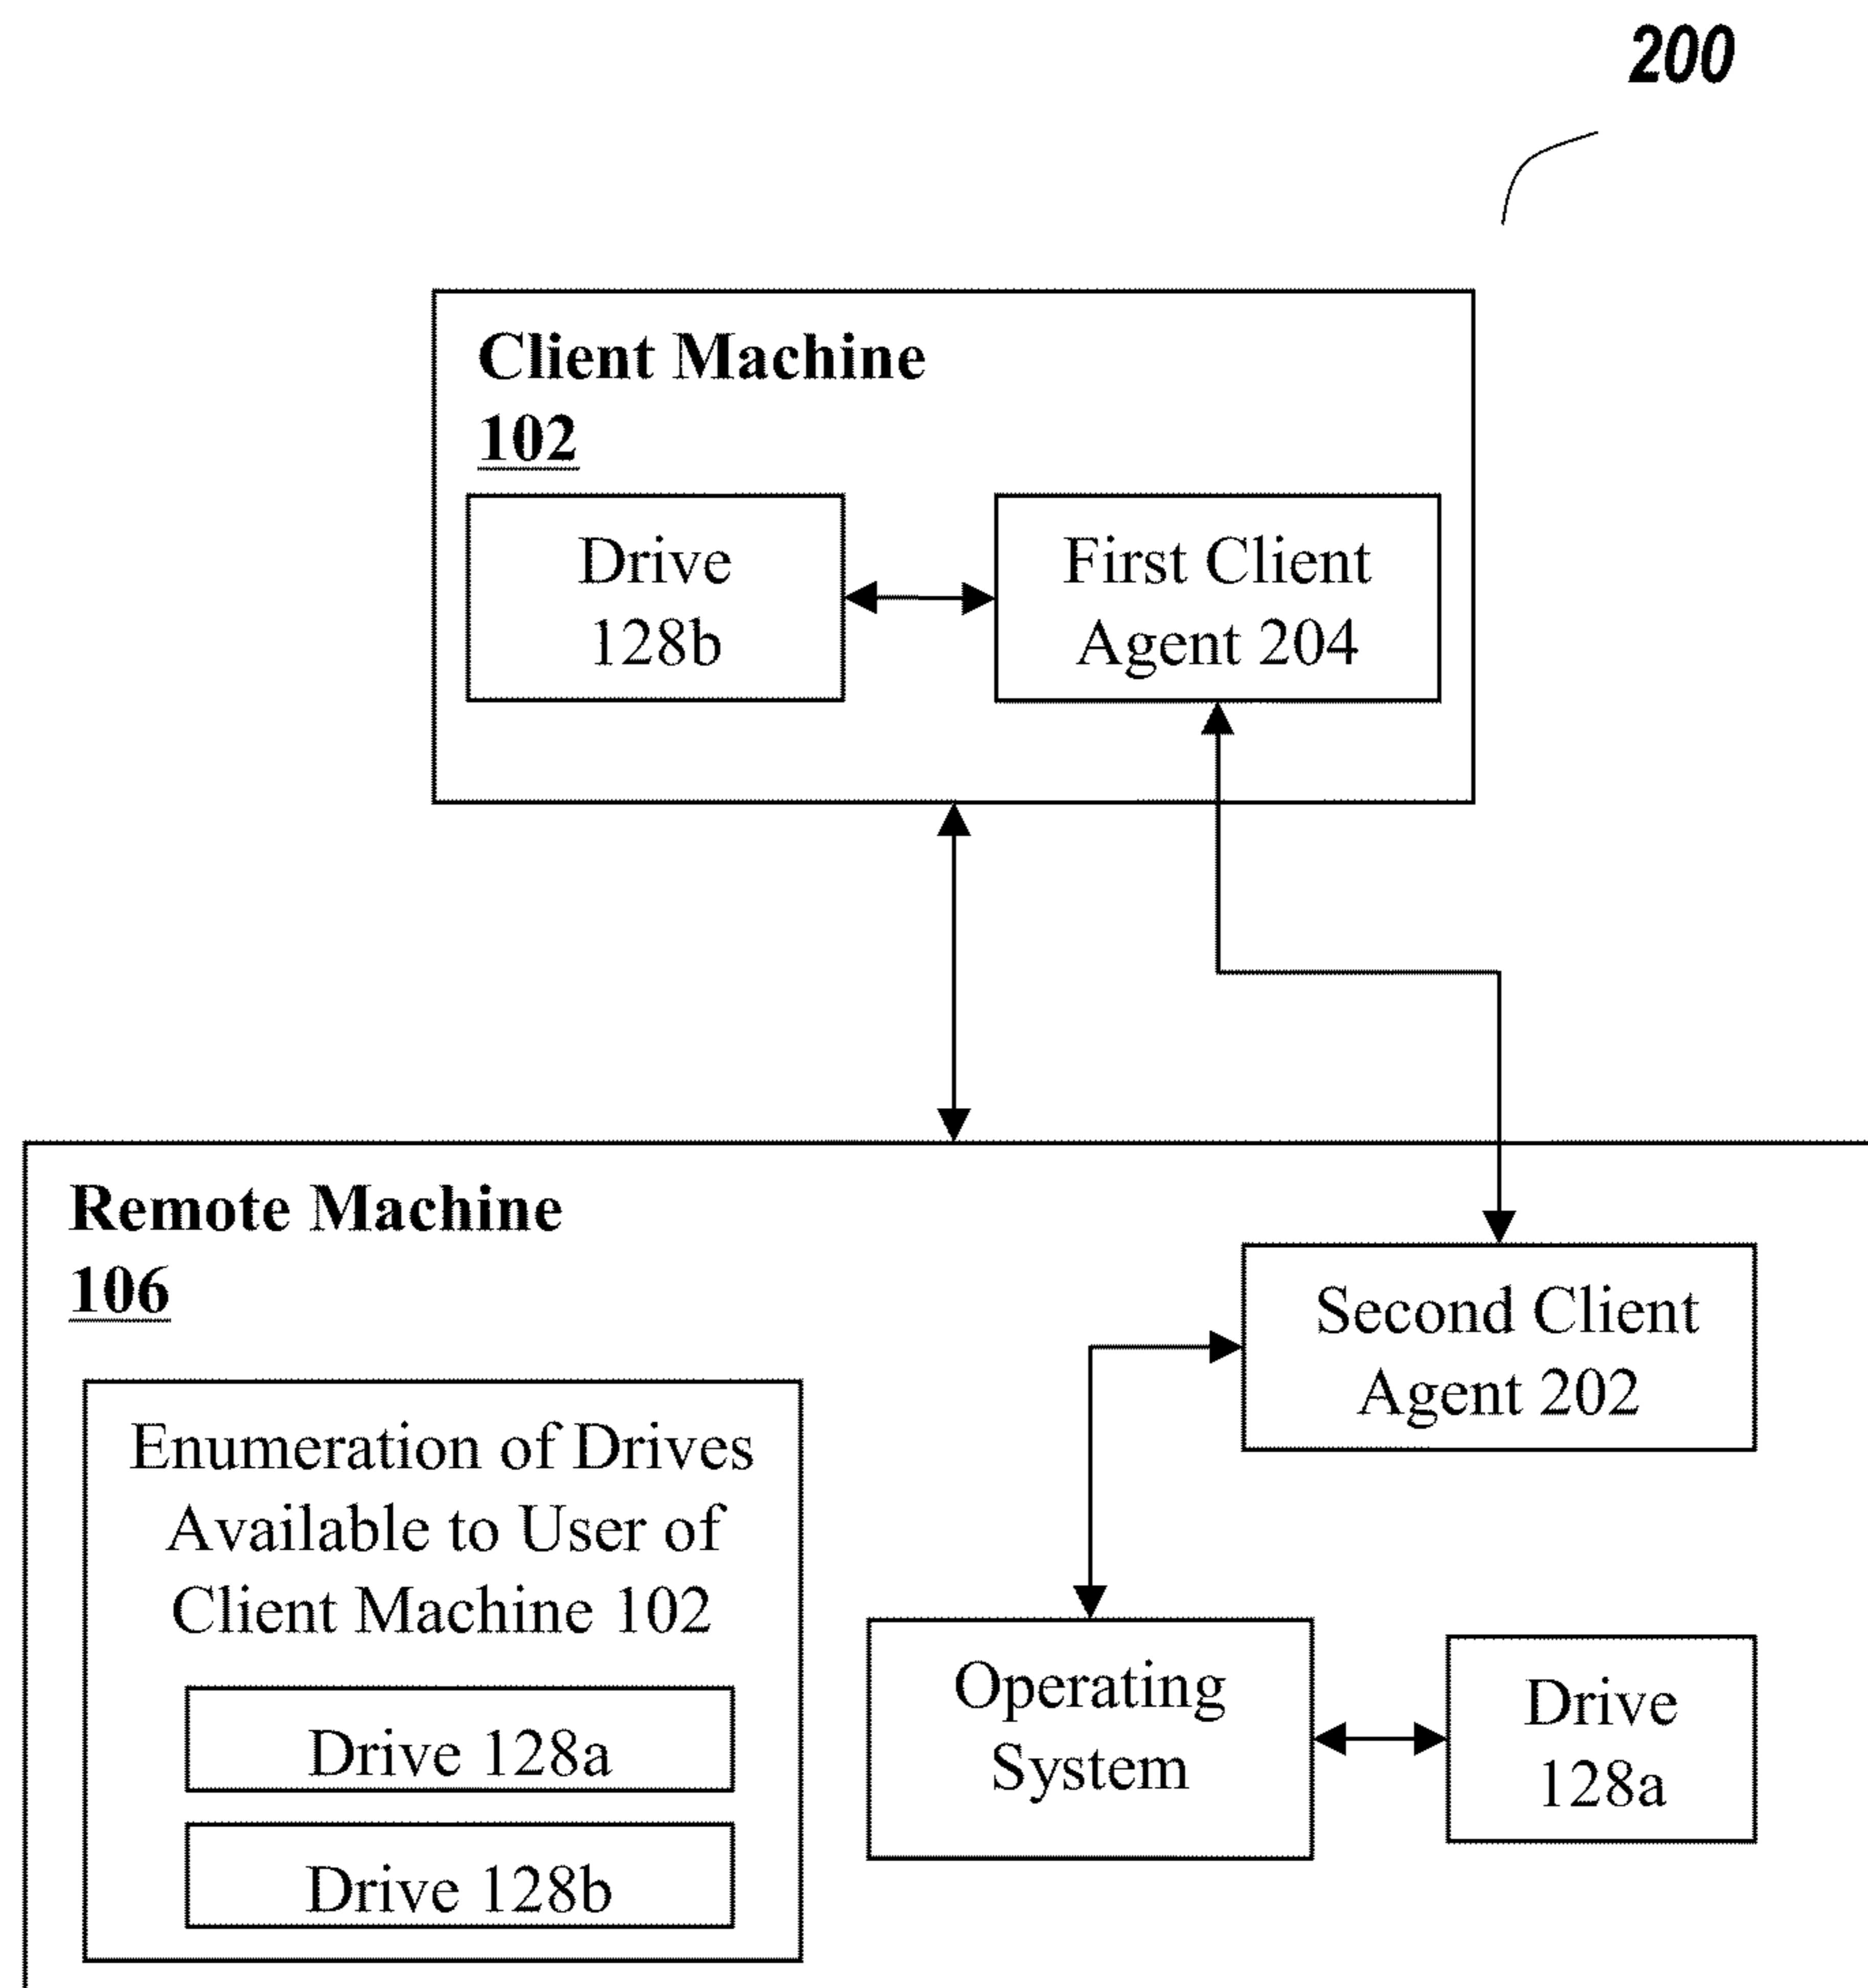 200
Client Machine
102
Drive
128b
First Client
Agent 204
Remote Machine
106
Second Client
Agent 202
Enumeration of Drives
Available to User of
Client Machine 102
Drive 128a
Drive 128b
Operating
System
Drive
128a